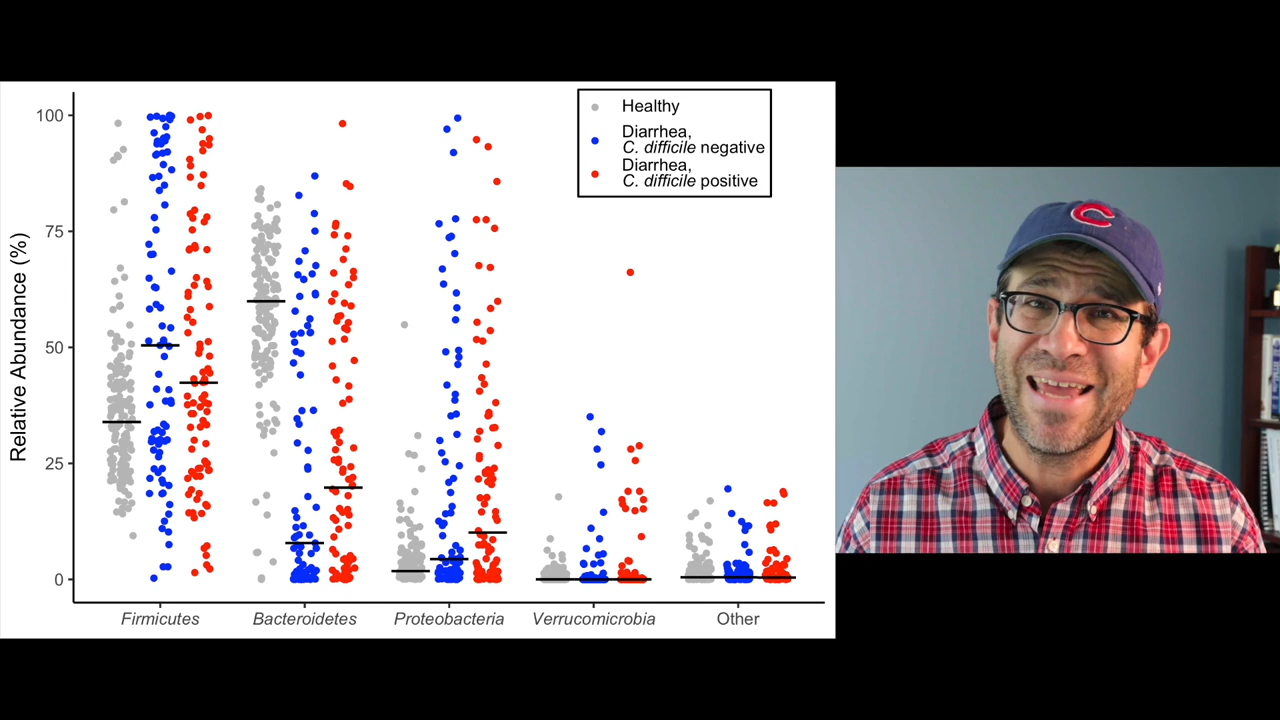 Relative Abundance (%)
100
75
50
25
0
Healthy
Diarrhea,
C. difficile negative
Diarrhea,
C. difficile positive
Firmicutes
Bacteroidetes
Proteobacteria
Verrucomicrobia
Other
C